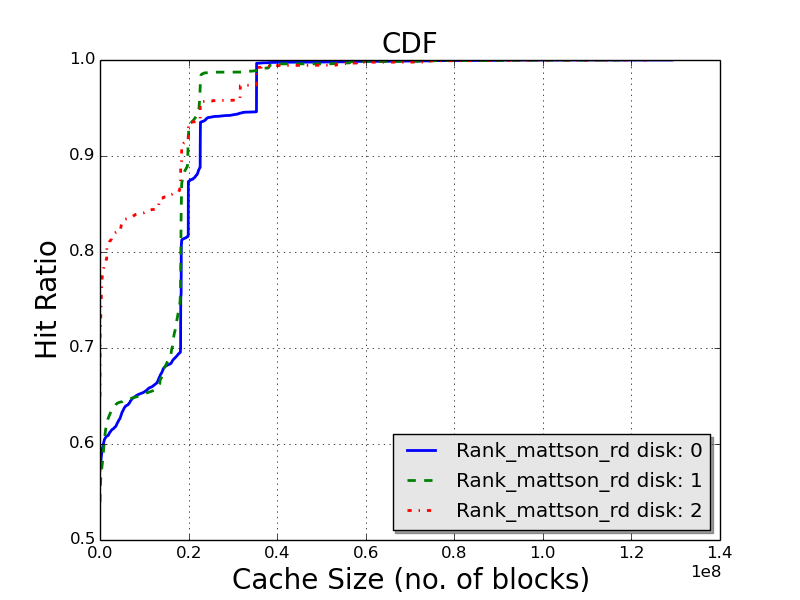 CDF
1.0
0.9
0.8
0.7
0.6
0.5
Hit Ratio
Rank_mattson_rd disk: 0
Rank_mattson_rd disk: 1
Rank_mattson_rd disk: 2
0.0 0.2 0.4 0.6 0.8 1.0 1.2 1.4
1e8
Cache Size (no. of blocks)